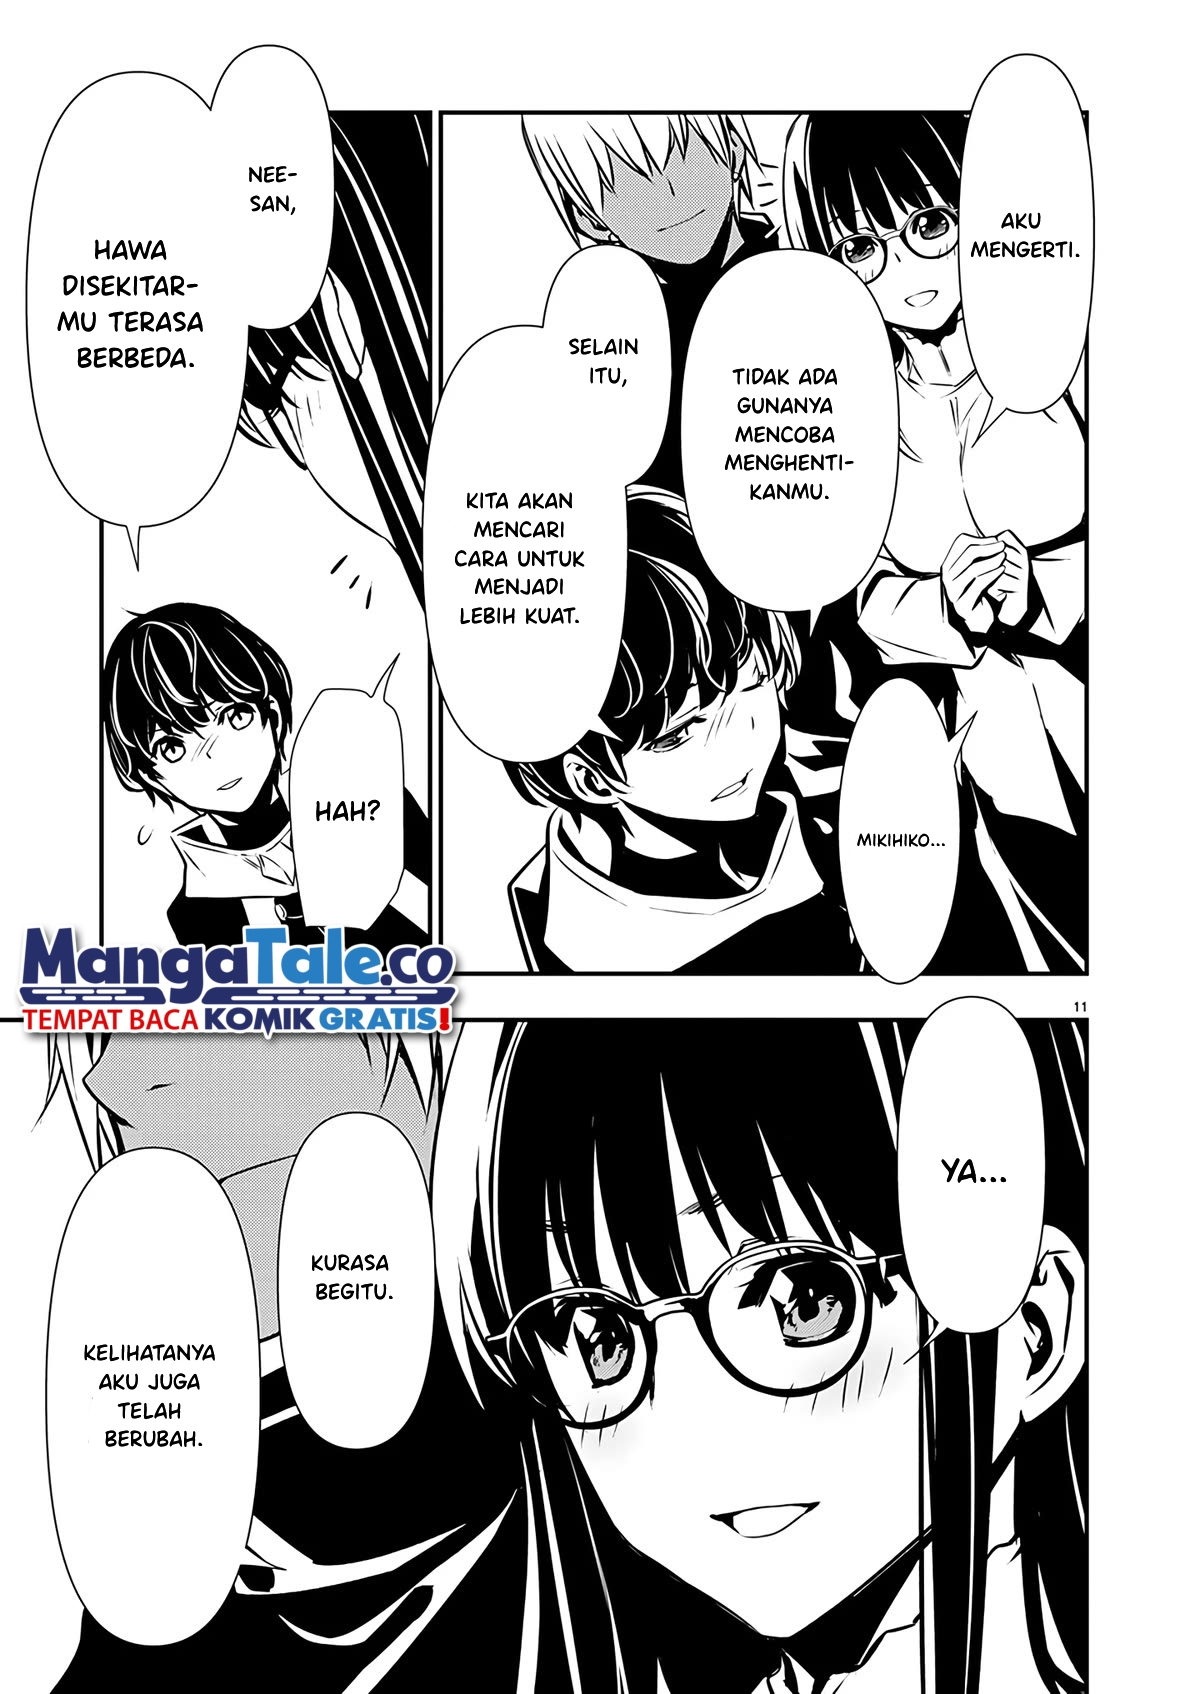 AKU
MENGERTI.
TIDAK ADA
GUNANYA
MENCOBA
MENGHENTI-
KANMU.
SELAIN
ITU,
KITA AKAN
MENCARI
CARA UNTUK
MENJADI
LEBIH KUAT.
MIKIHIKO...
NEE-
SAN,
HAWA
DISEKITAR-
MU TERASA
BERBEDA.
HAH?
MangaTale.co
TEMPAT BACA KOMIK GRATIS!
11
YA...
KURASA
BEGITU.
KELIHATANYA
AKU JUGA
TELAH
BERUBAH.